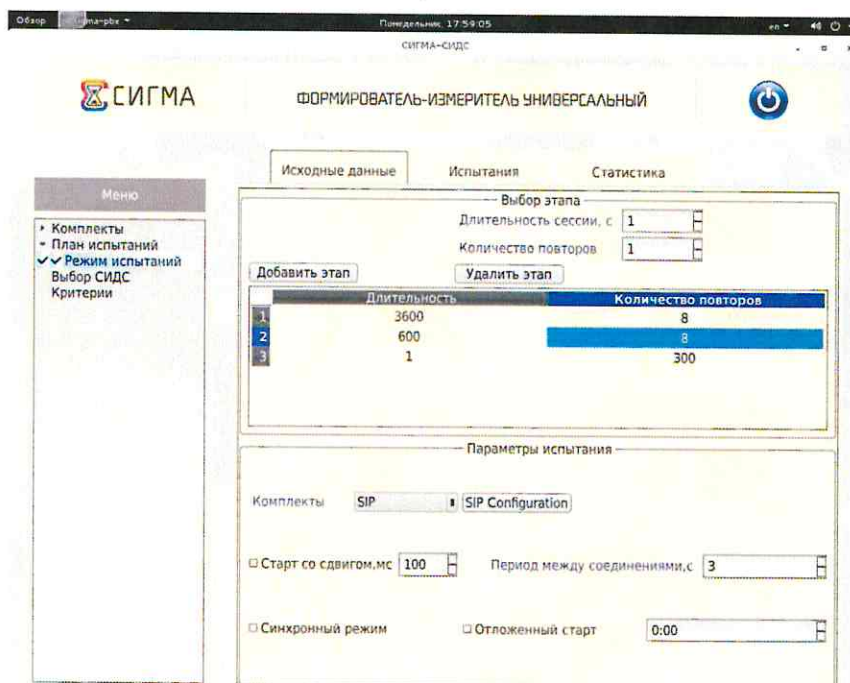 Обзор ma-pbx Понедельник, 17:59:05 en
СИГМА-СИДС
СИГМА ФОРМИРОВАТЕЛЬ-ИЗМЕРИТЕЛЬ УНИВЕРСАЛЬНЫЙ
Исходные данные Испытания Статистика
Меню
Комплекты
План испытаний
Режим испытаний
Выбор СИДС
Критерии
Выбор этапа
Длительность сессии, с 1
Количество повторов 1
Добавить этап Удалить этап
Длительность Количество повторов
1 3600 8
2 600 8
3 1 300
Параметры испытания
Комплекты SIP SIP Configuration
Старт со сдвигом,мс 100 Период между соединениями,с 3
Синхронный режим Отложенный старт 0:00